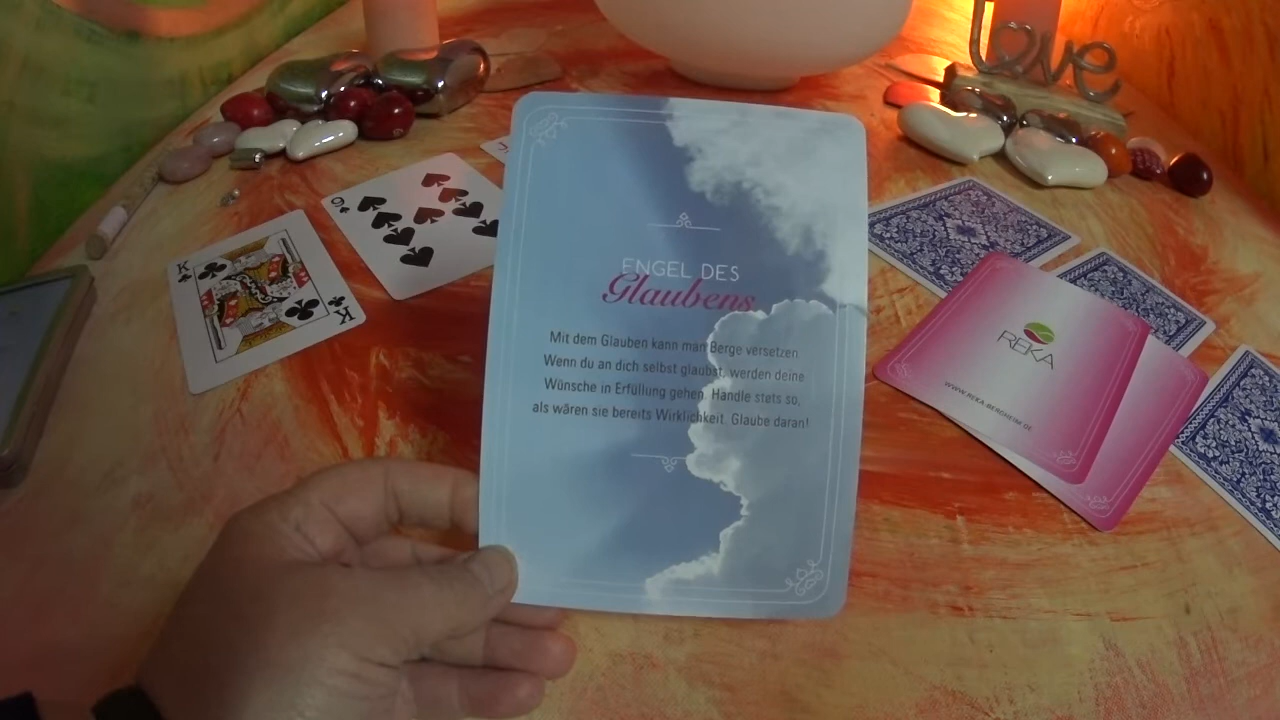 love
K
9
ENGEL DES
Glaubens
Mit dem Glauben kann man Berge versetzen
Wenn du an dich selbst glaubst, werden deine
Wünsche in Erfüllung gehen. Handle stets so,
als wären sie bereits Wirklichkeit. Glaube daran!
REKA
WWW.REKA-BERGHEIM.DE
K